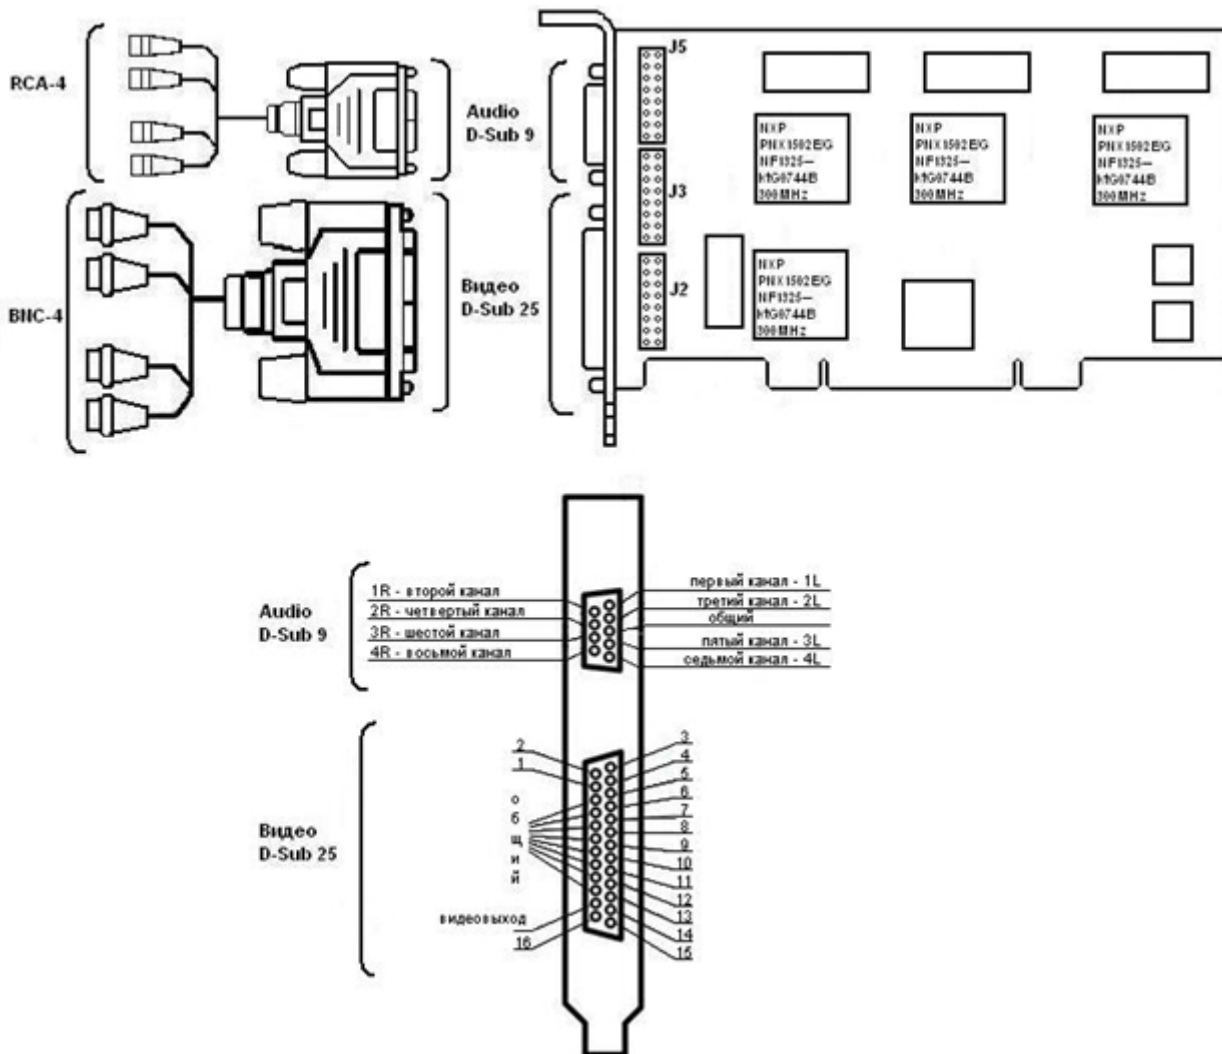 RCA-4
Audio
D-Sub 9
BNC-4
Видео
D-Sub 25
J5
J3
J2
NXP
PNX1502E/G
NF1325—
300MHz
NXP
PNX1502E/G
NF1325—
300MHz
NXP
PNX1502E/G
NF1325—
300MHz
NXP
PNX1502E/G
NF1325—
300MHz
Audio
D-Sub 9
1R - второй канал
2R - четвертый канал
3R - шестой канал
4R - восьмой канал
первый канал - 1L
третий канал - 2L
общий
пятый канал - 3L
седьмой канал - 4L
Видео
D-Sub 25
2
1
общий
видеовыход
16
3
4
5
6
7
8
9
10
11
12
13
14
15